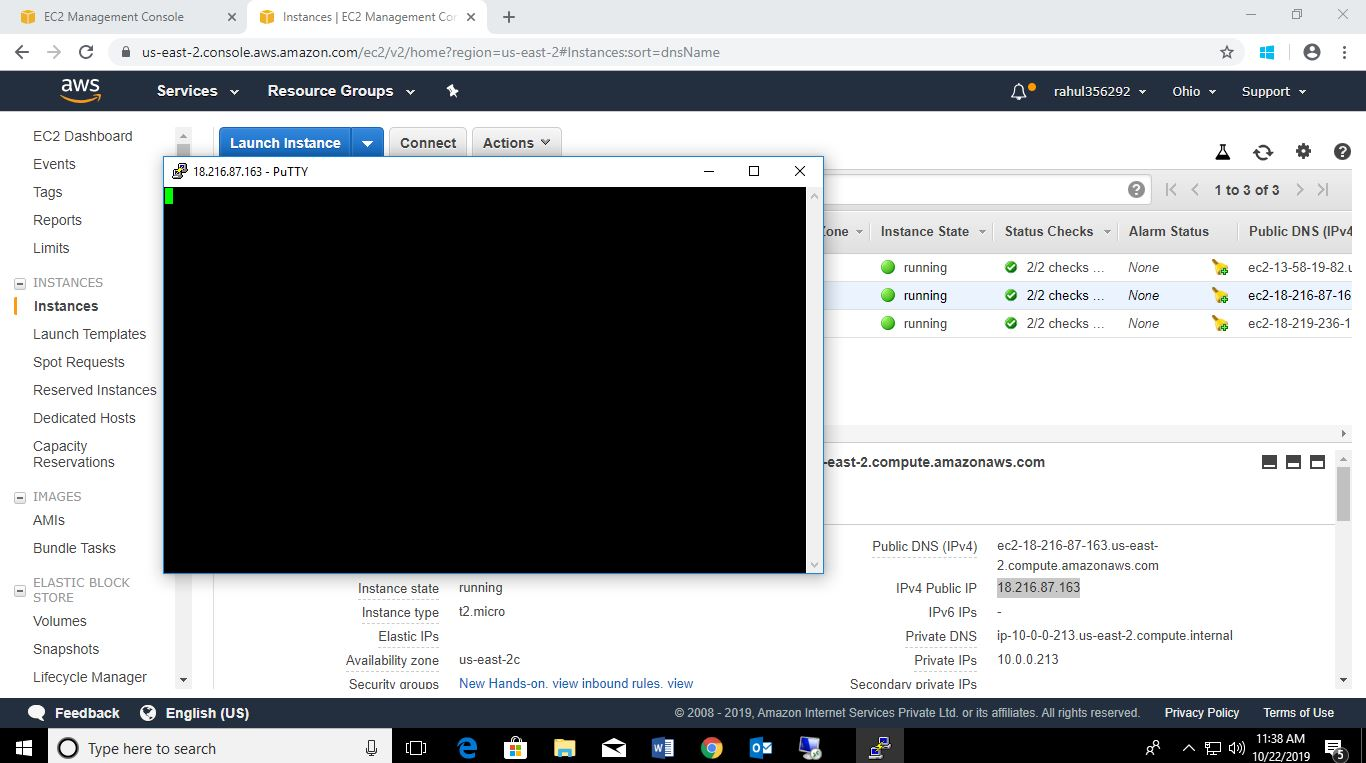 EC2 Management Console
Instances | EC2 Management Con
us-east-2.console.aws.amazon.com/ec2/v2/home?region=us-east-2#Instances:sort=dnsName
aws
Services
Resource Groups
rahul356292
Ohio
Support
EC2 Dashboard
Events
Tags
Reports
Limits
INSTANCES
Instances
Launch Templates
Spot Requests
Reserved Instances
Dedicated Hosts
Capacity
Reservations
IMAGES
AMIs
Bundle Tasks
ELASTIC BLOCK
STORE
Volumes
Snapshots
Lifecycle Manager
Launch Instance
Connect
Actions
18.216.87.163 - PuTTY
1 to 3 of 3
Zone Instance State Status Checks Alarm Status Public DNS (IPv4
running 2/2 checks ... None ec2-13-58-19-82.u
running 2/2 checks ... None ec2-18-216-87-16
running 2/2 checks ... None ec2-18-219-236-1
-east-2.compute.amazonaws.com
Instance state running
Instance type t2.micro
Elastic IPs
Availability zone us-east-2c
Security groups New Hands-on. view inbound rules. view
Public DNS (IPv4) ec2-18-216-87-163.us-east-
2.compute.amazonaws.com
IPv4 Public IP 18.216.87.163
IPv6 IPs -
Private DNS ip-10-0-0-213.us-east-2.compute.internal
Private IPs 10.0.0.213
Secondary private IPs
Feedback
English (US)
© 2008 - 2019, Amazon Internet Services Private Ltd. or its affiliates. All rights reserved.
Privacy Policy
Terms of Use
Type here to search
11:38 AM
10/22/2019
5